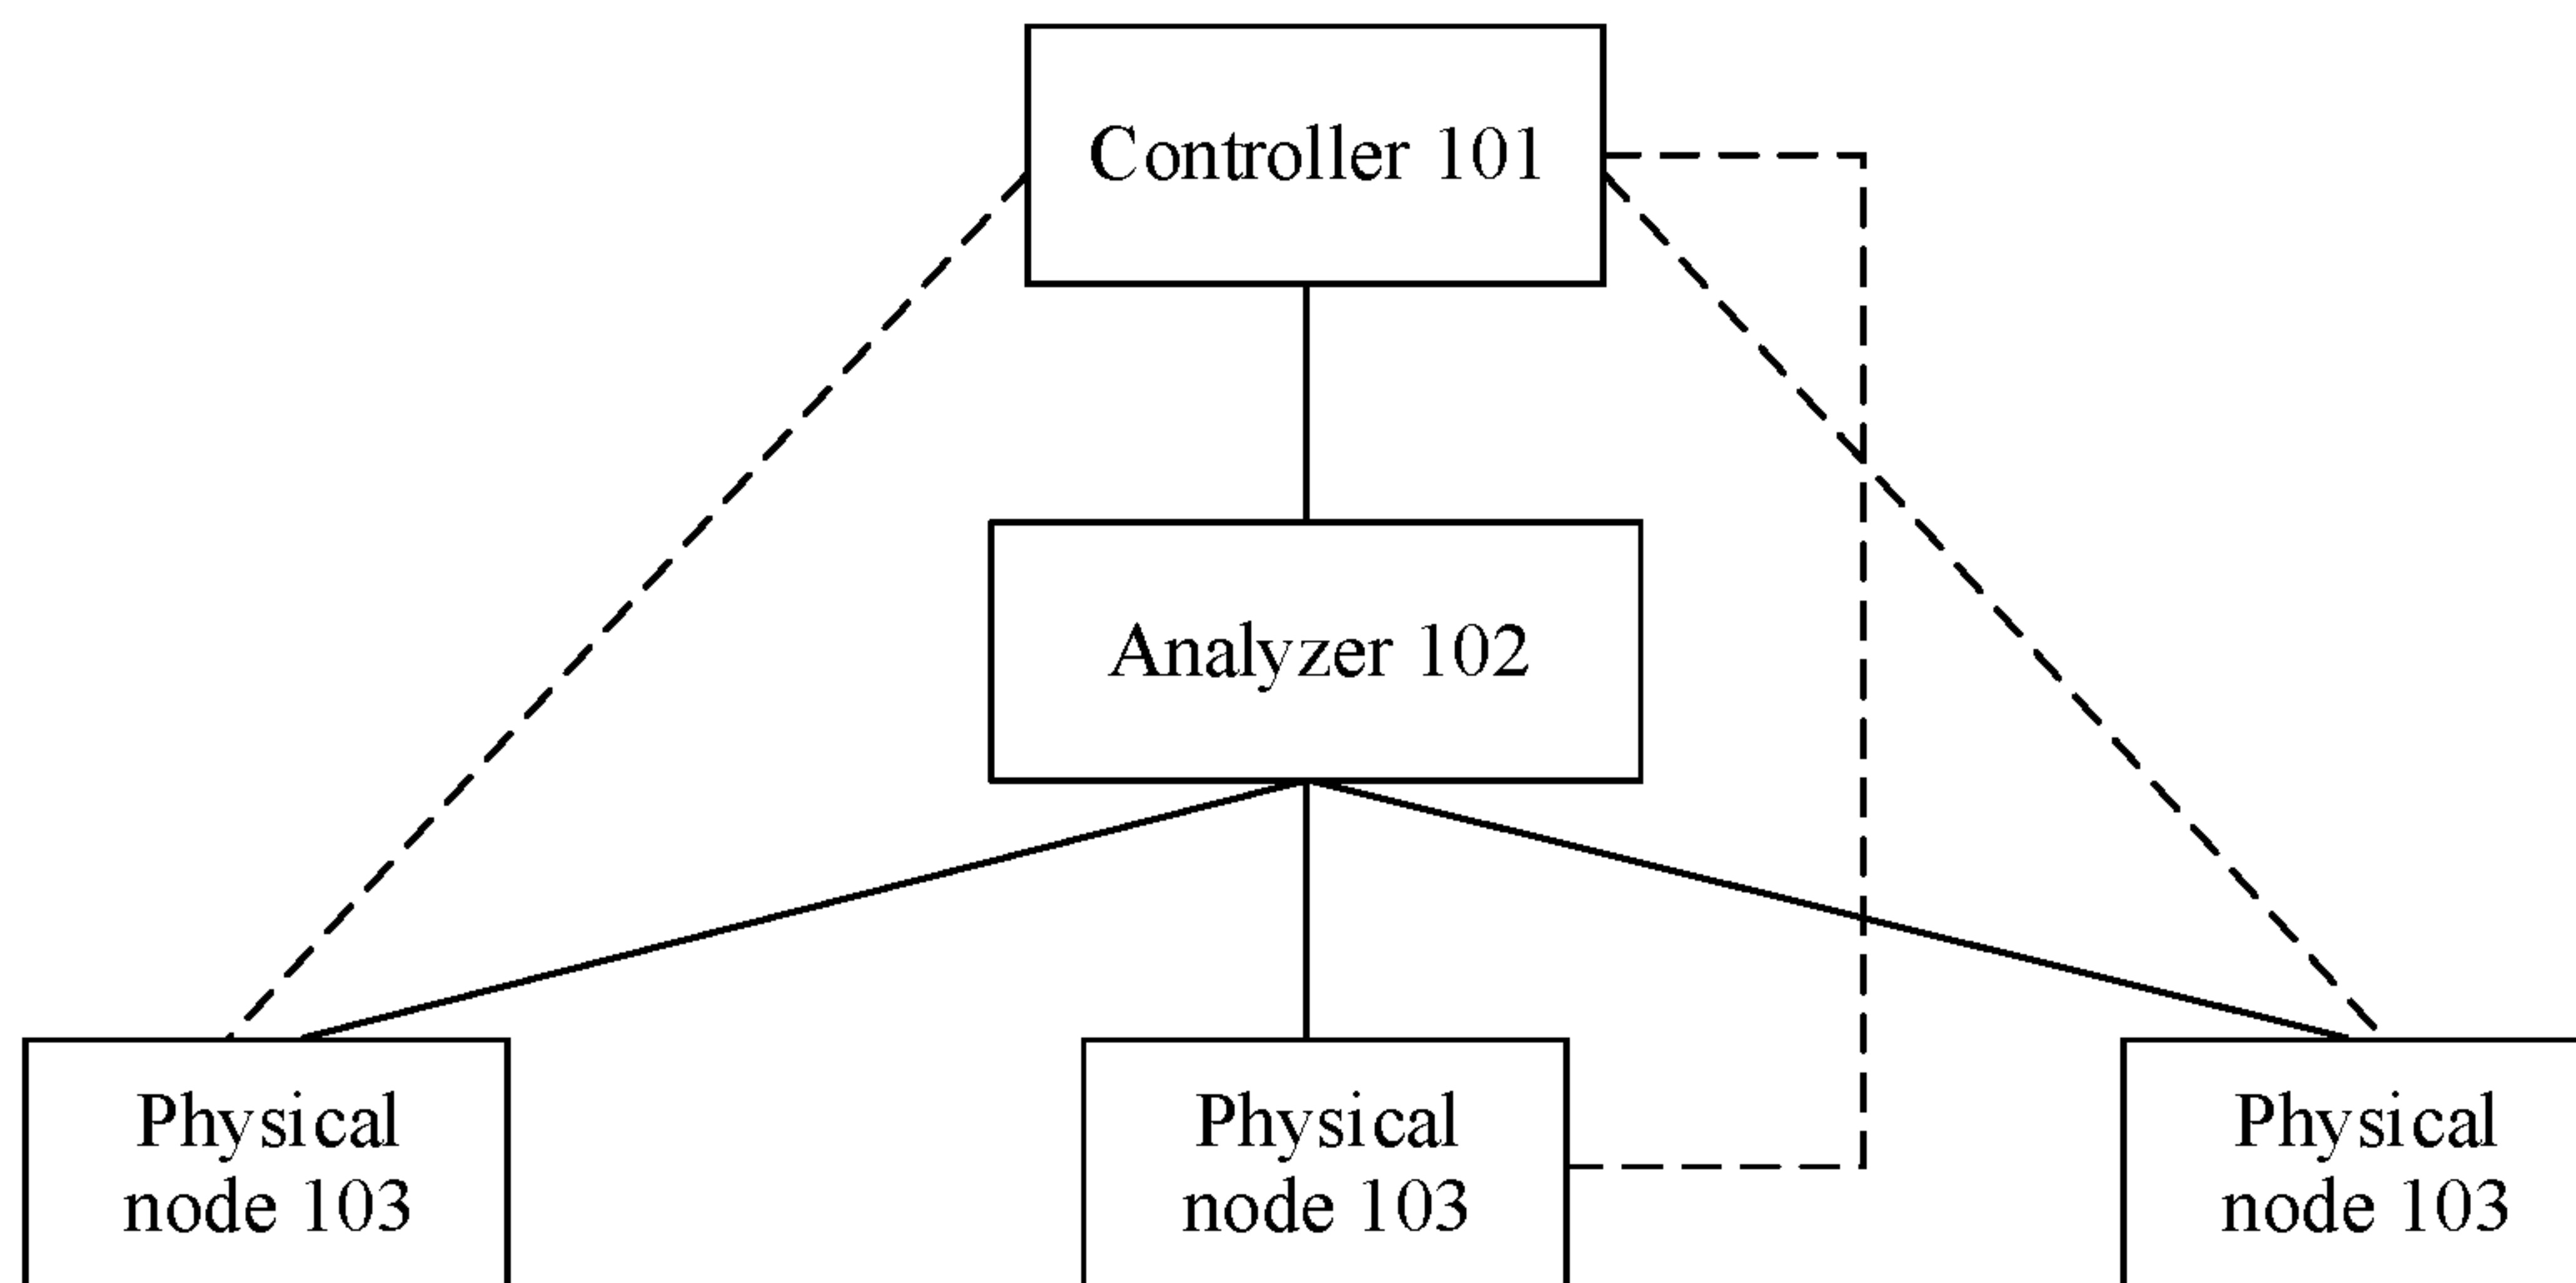 Controller 101
Analyzer 102
Physical
node 103
Physical
node 103
Physical
node 103